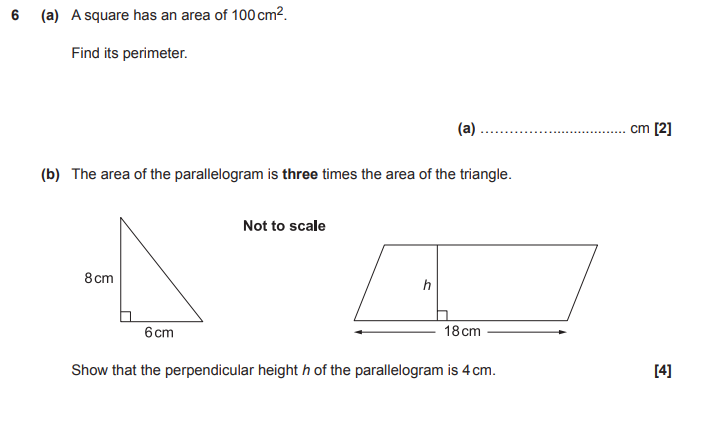 6 (a) A square has an area of 100 cm².
Find its perimeter.
(a) .................................... cm [2]
(b) The area of the parallelogram is three times the area of the triangle.
Not to scale
8 cm
h
6 cm
18 cm
Show that the perpendicular height h of the parallelogram is 4 cm. [4]